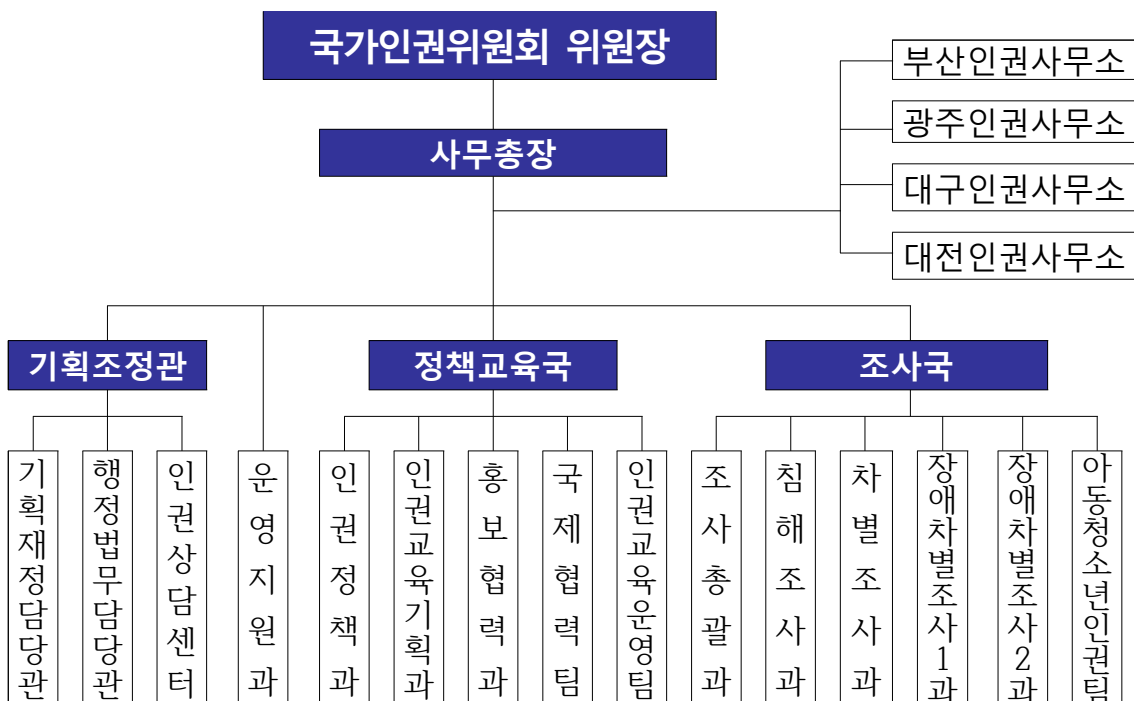 국가인권위원회 위원장
사무총장
부산인권사무소
광주인권사무소
대구인권사무소
대전인권사무소
기획조정관
정책교육국
조사국
기획재정담당관
행정법무담당관
인권상담센터
운영지원과
인권정책과
인권교육기획과
홍보협력과
국제협력팀
인권교육운영팀
조사총괄과
침해조사과
차별조사과
장애차별조사1과
장애차별조사2과
아동청소년인권팀